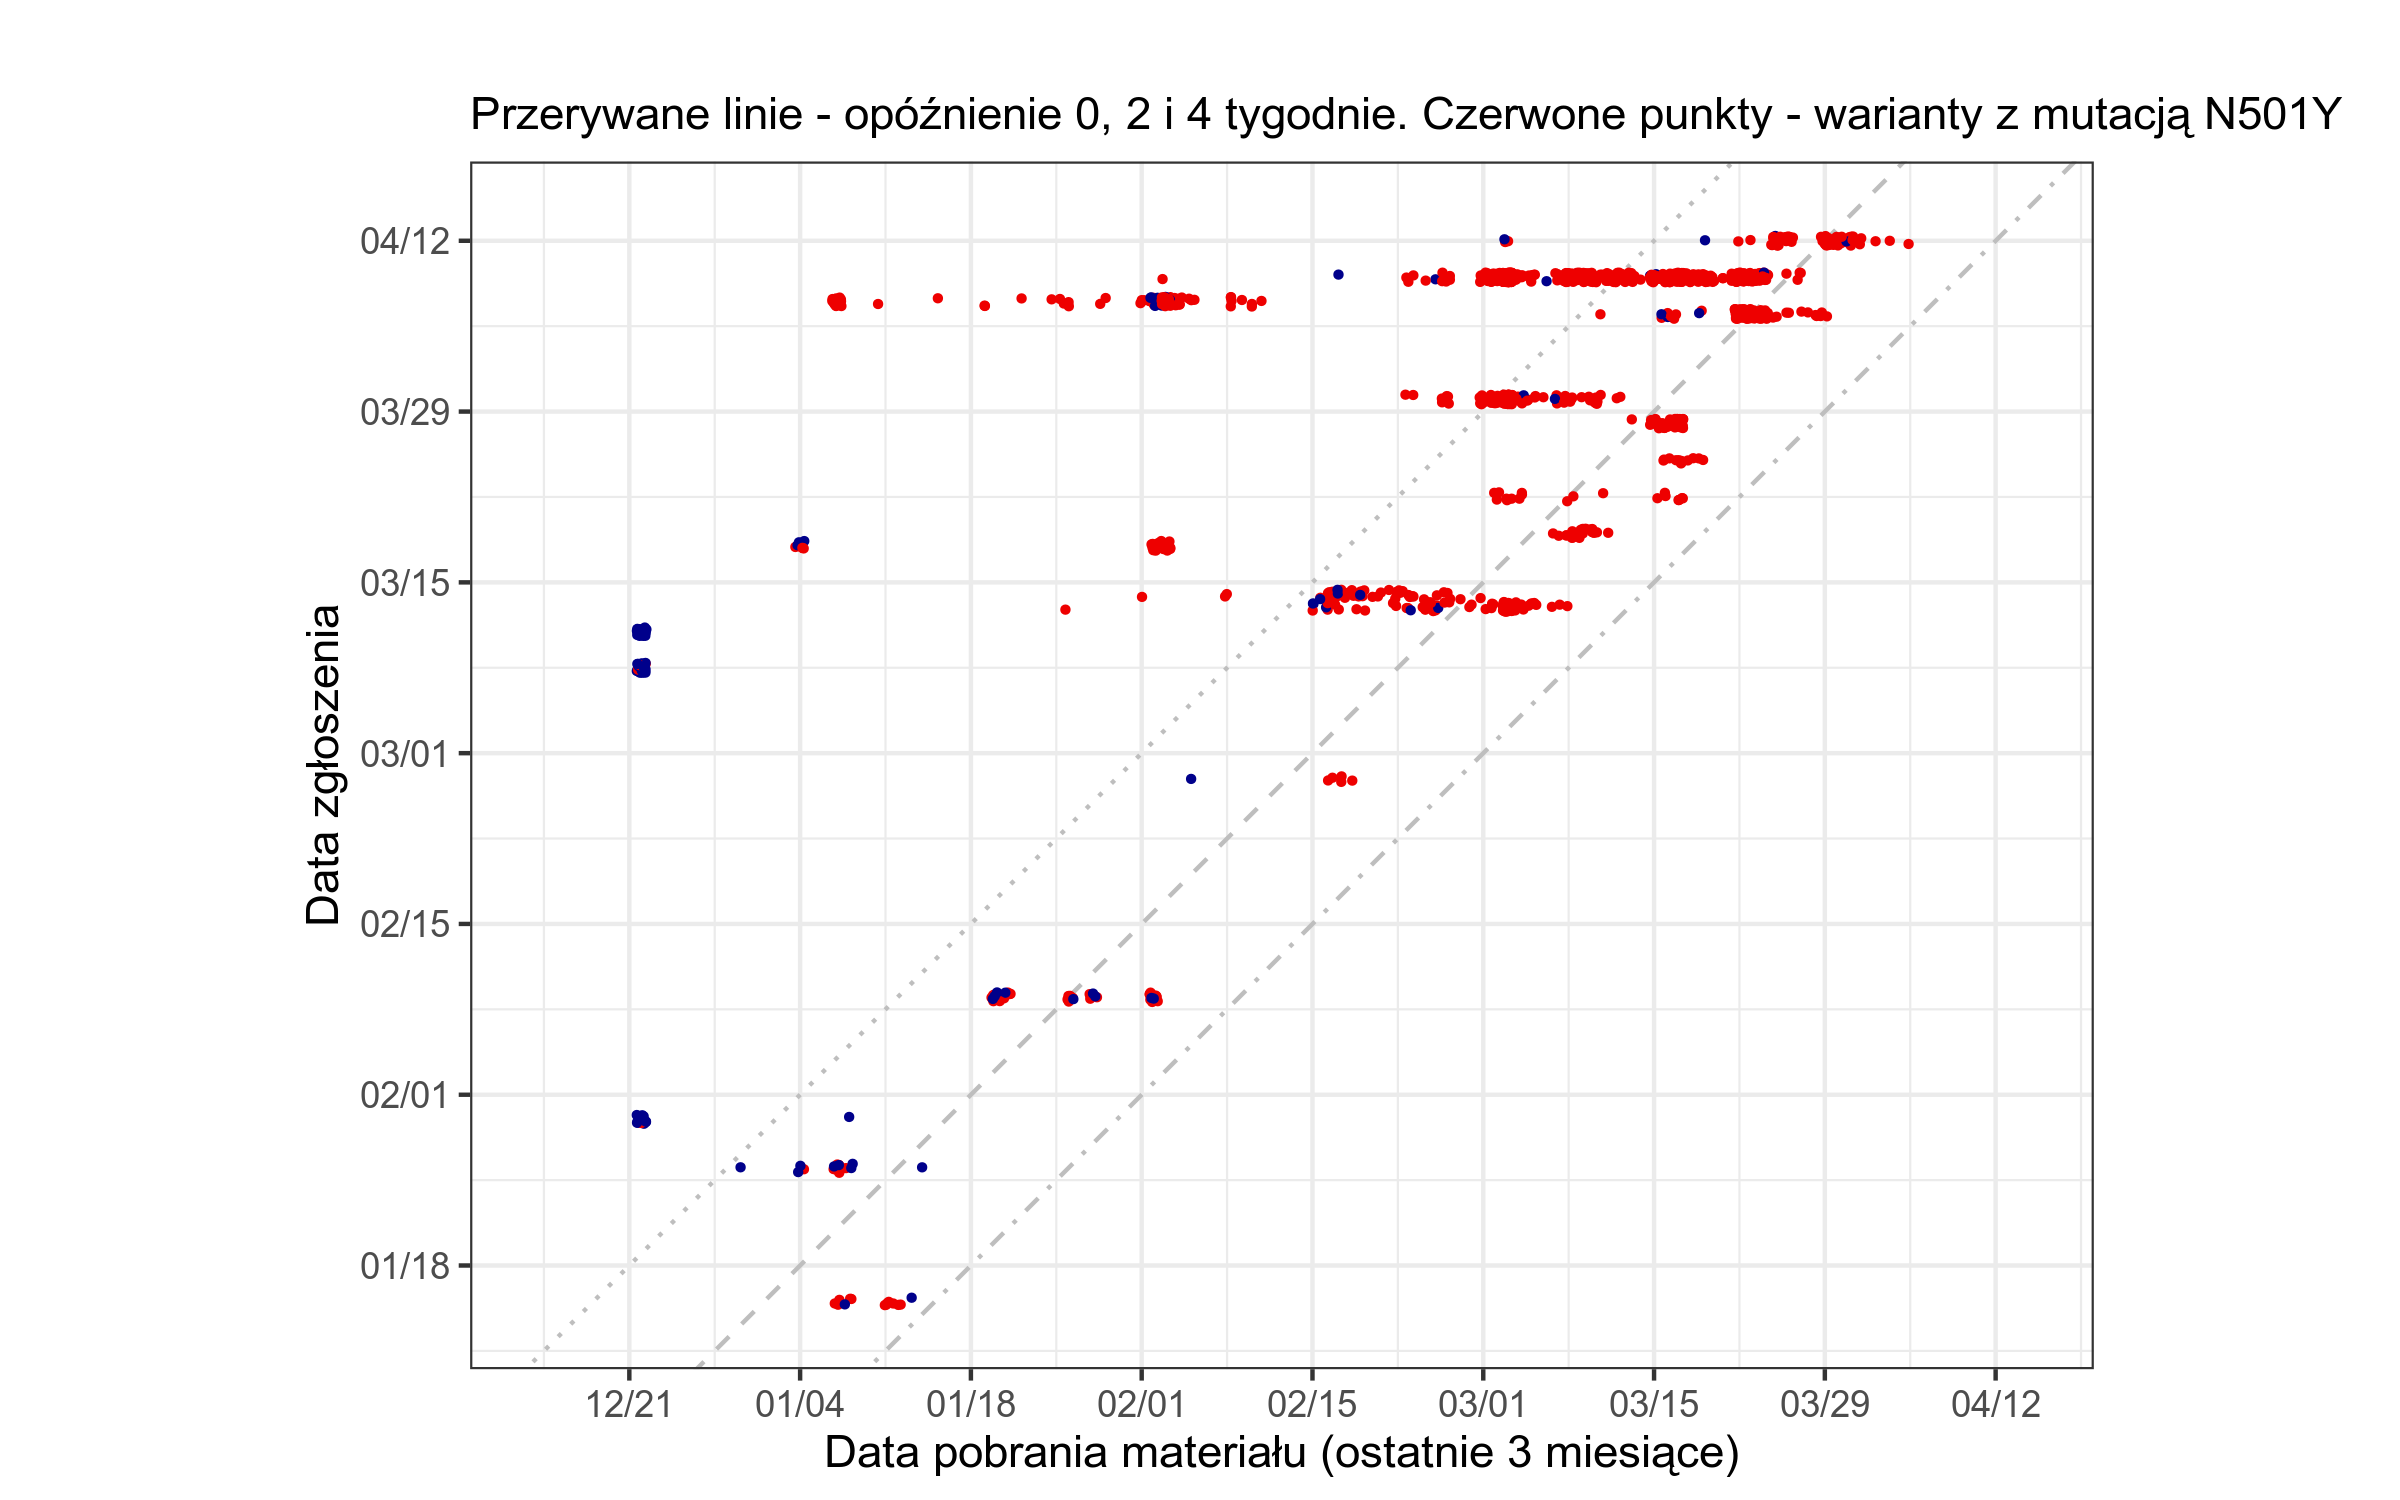 Przerywane linie - opóźnienie 0, 2 i 4 tygodnie. Czerwone punkty - warianty z mutacją N501Y
04/12
03/29
03/15
03/01
02/15
02/01
01/18
Data zgłoszenia
12/21 01/04 01/18 02/01 02/15 03/01 03/15 03/29 04/12
Data pobrania materiału (ostatnie 3 miesiące)